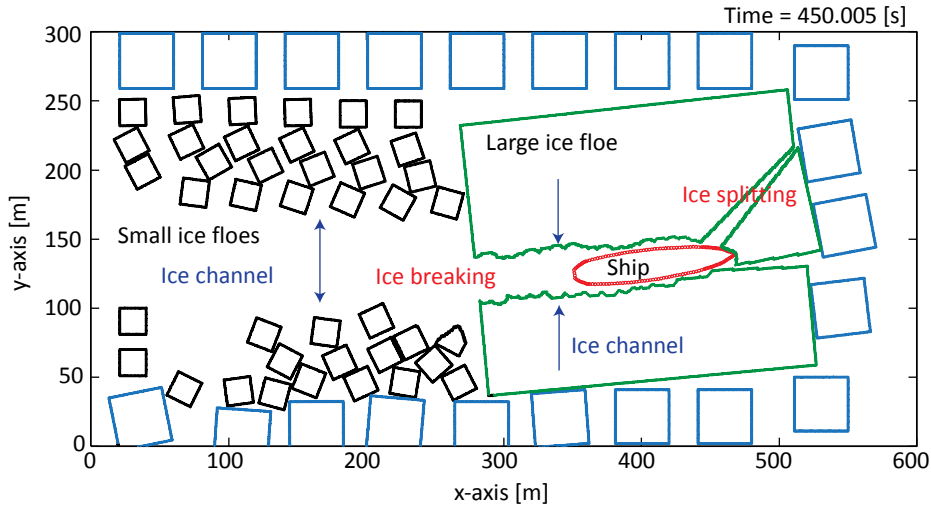 Time = 450.005 [s]
300
250
200
150
100
50
0
y-axis [m]
Large ice floe
Ice splitting
Small ice floes
Ice channel
Ice breaking
Ship
Ice channel
0
100
200
300
400
500
600
x-axis [m]